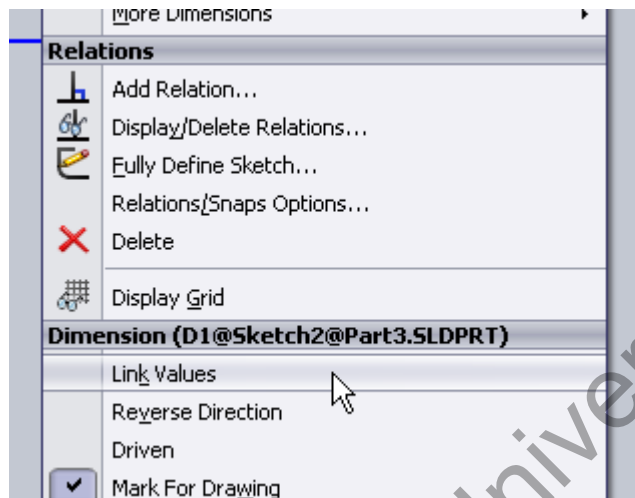 More Dimensions
Relations
Add Relation...
Display/Delete Relations...
Fully Define Sketch...
Relations/Snaps Options...
Delete
Display Grid
Dimension (D1@Sketch2@Part3.SLDPRT)
Link Values
Reverse Direction
Driven
Mark For Drawing